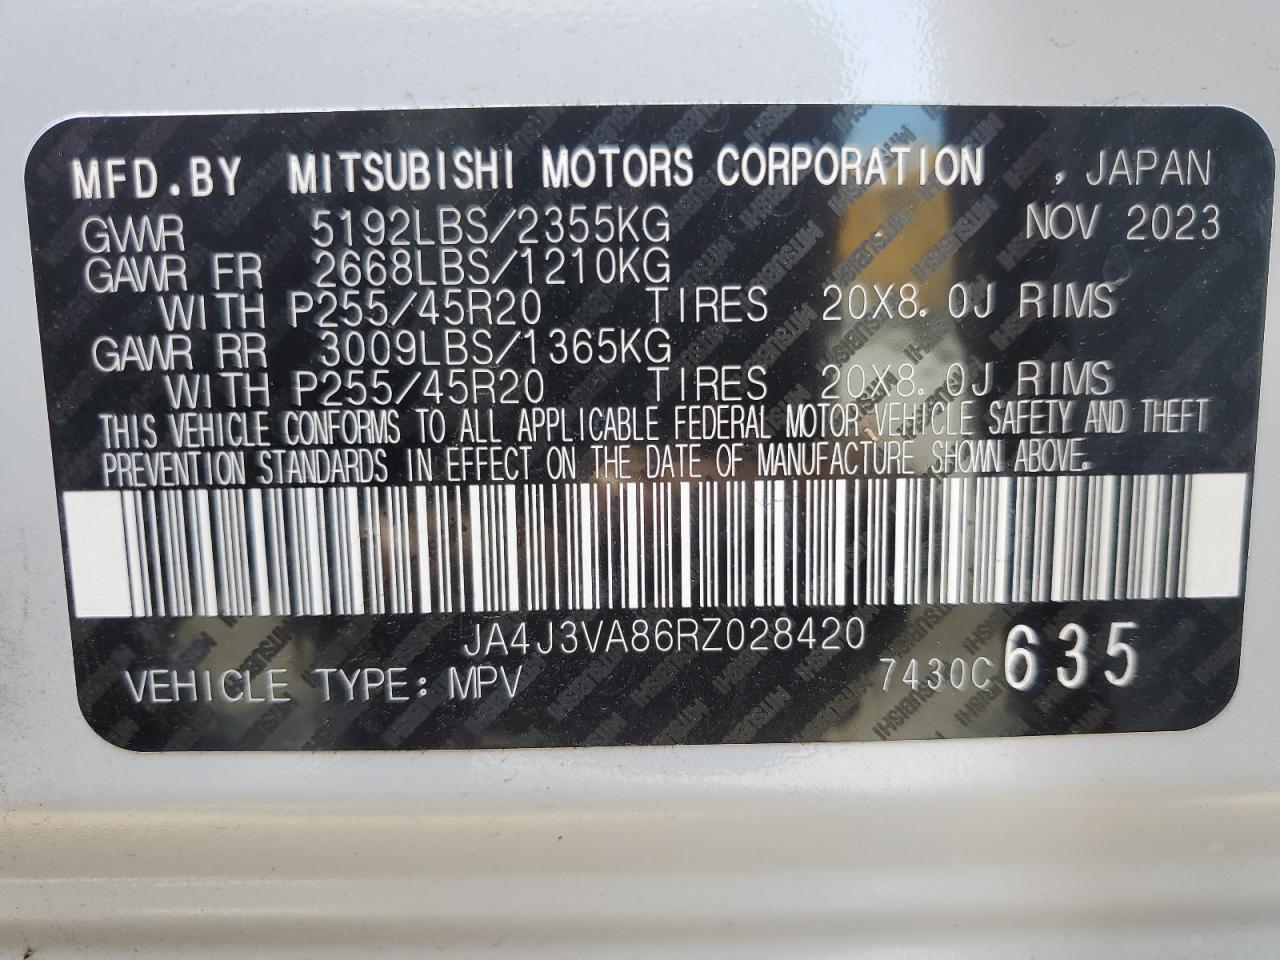 MFD.BY MITSUBISHI MOTORS CORPORATION , JAPAN
GVWR 5192LBS/2355KG NOV 2023
GAWR FR 2668LBS/1210KG
WITH P255/45R20 TIRES 20X8.0J RIMS
GAWR RR 3009LBS/1365KG
WITH P255/45R20 TIRES 20X8.0J RIMS
THIS VEHICLE CONFORMS TO ALL APPLICABLE FEDERAL MOTOR VEHICLE SAFETY AND THEFT
PREVENTION STANDARDS IN EFFECT ON THE DATE OF MANUFACTURE SHOWN ABOVE.
JA4J3VA86RZ028420
VEHICLE TYPE: MPV 7430C 635